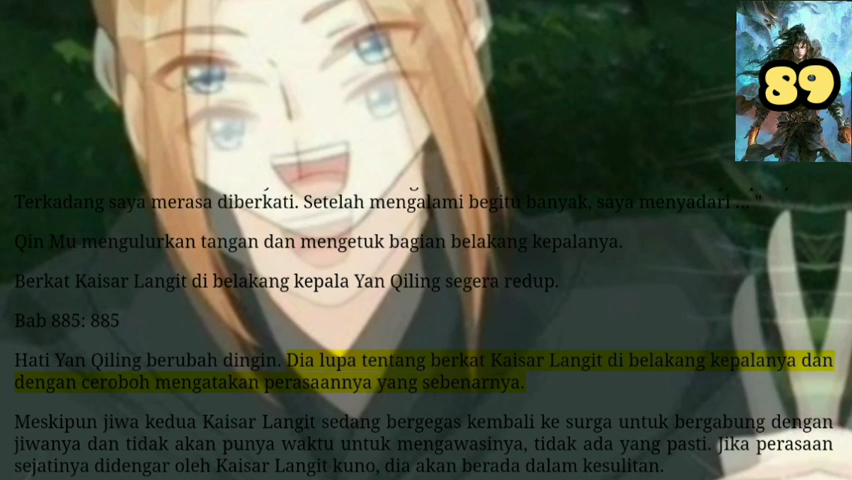 89
Terkadang saya merasa diberkati. Setelah mengalami begitu banyak, saya menyadari ... "
Qin Mu mengulurkan tangan dan mengetuk bagian belakang kepalanya.
Berkat Kaisar Langit di belakang kepala Yan Qiling segera redup.
Bab 885: 885
Hati Yan Qiling berubah dingin. Dia lupa tentang berkat Kaisar Langit di belakang kepalanya dan
dengan ceroboh mengatakan perasaannya yang sebenarnya.
Meskipun jiwa kedua Kaisar Langit sedang bergegas kembali ke surga untuk bergabung dengan
jiwanya dan tidak akan punya waktu untuk mengawasinya, tidak ada yang pasti. Jika perasaan
sejatinya didengar oleh Kaisar Langit kuno, dia akan berada dalam kesulitan.